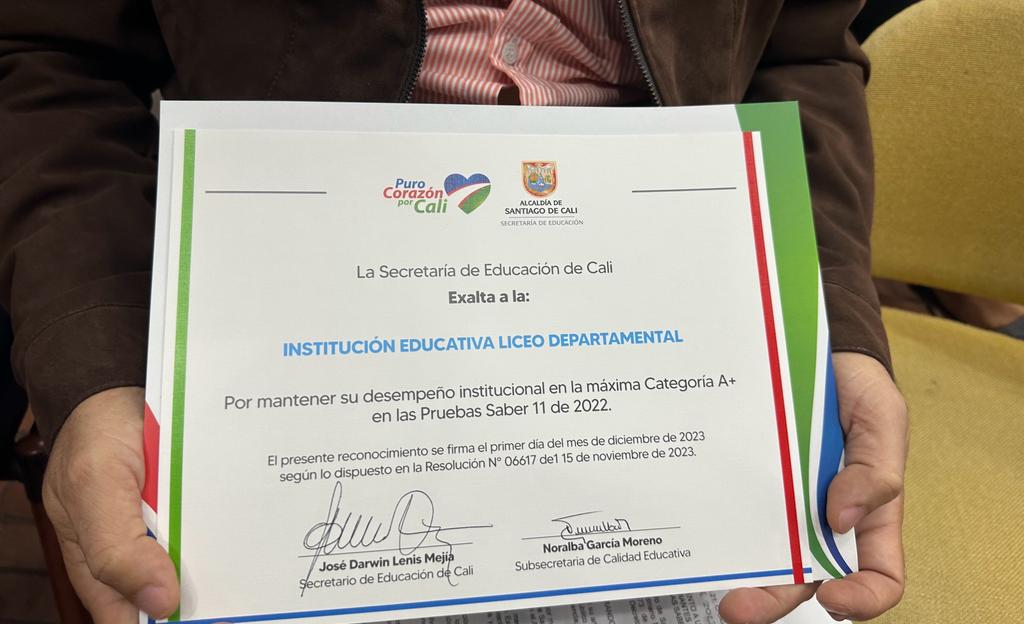 Puro
Corazón
por Cali
ALCALDÍA DE
SANTIAGO DE CALI
SECRETARÍA DE EDUCACIÓN
La Secretaría de Educación de Cali
Exalta a la:
INSTITUCIÓN EDUCATIVA LICEO DEPARTAMENTAL
Por mantener su desempeño institucional en la máxima Categoría A+
en las Pruebas Saber 11 de 2022.
El presente reconocimiento se firma el primer día del mes de diciembre de 2023
según lo dispuesto en la Resolución N° 06617 de1 15 de noviembre de 2023.
José Darwin Lenis Mejía
Secretario de Educación de Cali
Noralba García Moreno
Subsecretaría de Calidad Educativa